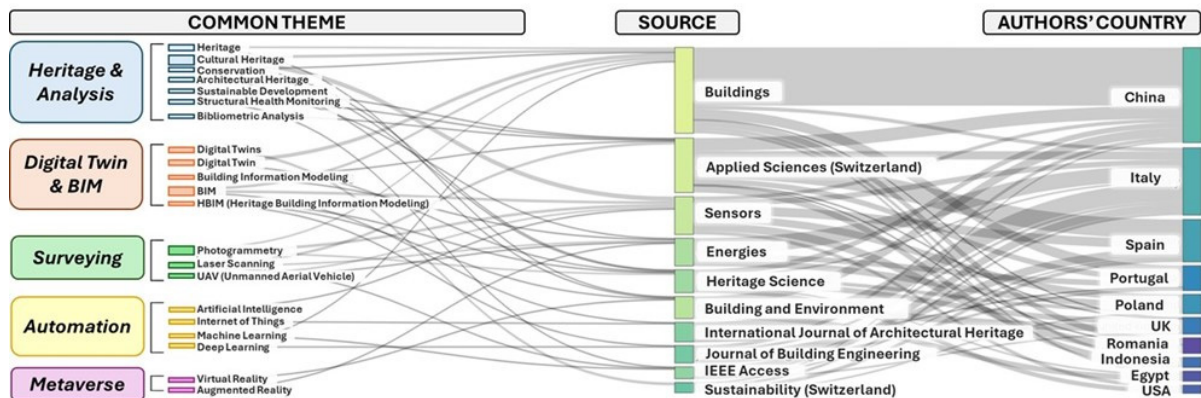 COMMON THEME
SOURCE
AUTHORS' COUNTRY
Heritage &
Analysis
Heritage
Cultural Heritage
Conservation
Architectural Heritage
Sustainable Development
Structural Health Monitoring
Bibliometric Analysis
Digital Twin
& BIM
Digital Twins
Digital Twin
Building Information Modeling
BIM
HBIM (Heritage Building Information Modeling)
Surveying
Photogrammetry
Laser Scanning
UAV (Unmanned Aerial Vehicle)
Automation
Artificial Intelligence
Internet of Things
Machine Learning
Deep Learning
Metaverse
Virtual Reality
Augmented Reality
Buildings
Applied Sciences (Switzerland)
Sensors
Energies
Heritage Science
Building and Environment
International Journal of Architectural Heritage
Journal of Building Engineering
IEEE Access
Sustainability (Switzerland)
China
Italy
Spain
Portugal
Poland
UK
Romania
Indonesia
Egypt
USA